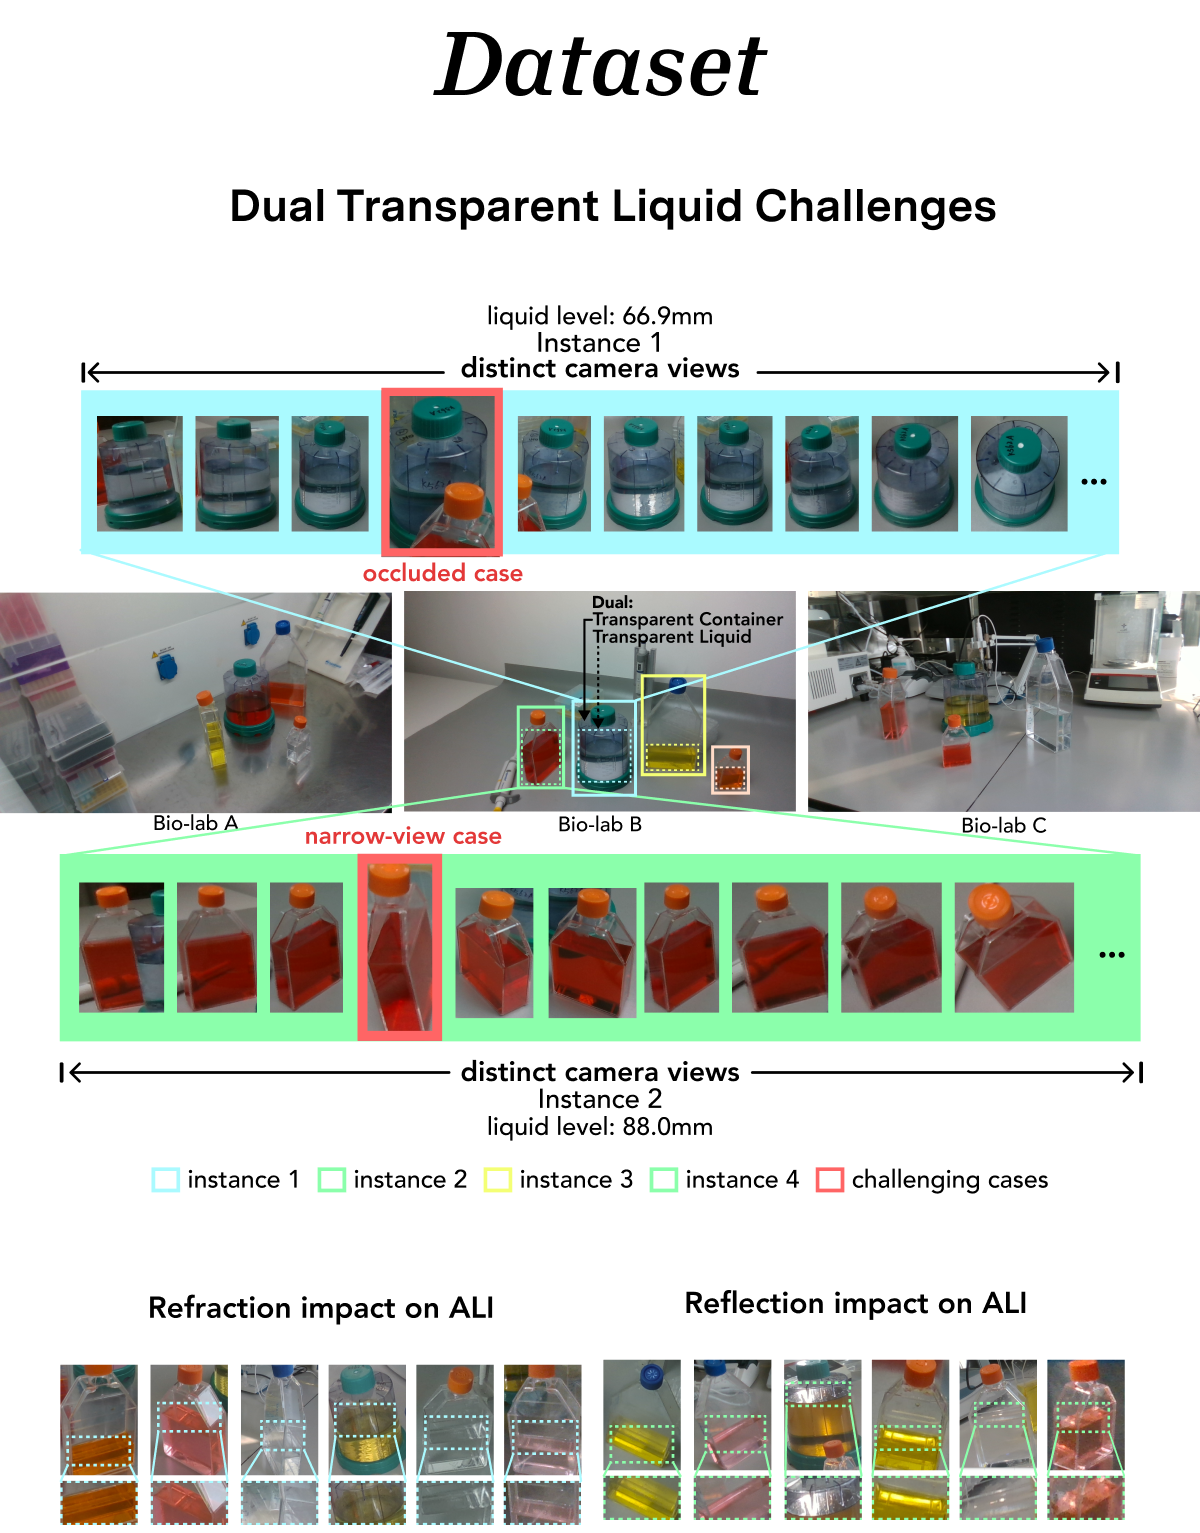 Dataset
Dual Transparent Liquid Challenges
liquid level: 66.9mm
Instance 1
distinct camera views
...
occluded case
Dual:
Transparent Container
Transparent Liquid
Bio-lab A
Bio-lab B
Bio-lab C
narrow-view case
...
distinct camera views
Instance 2
liquid level: 88.0mm
instance 1 instance 2 instance 3 instance 4 challenging cases
Refraction impact on ALI
Reflection impact on ALI